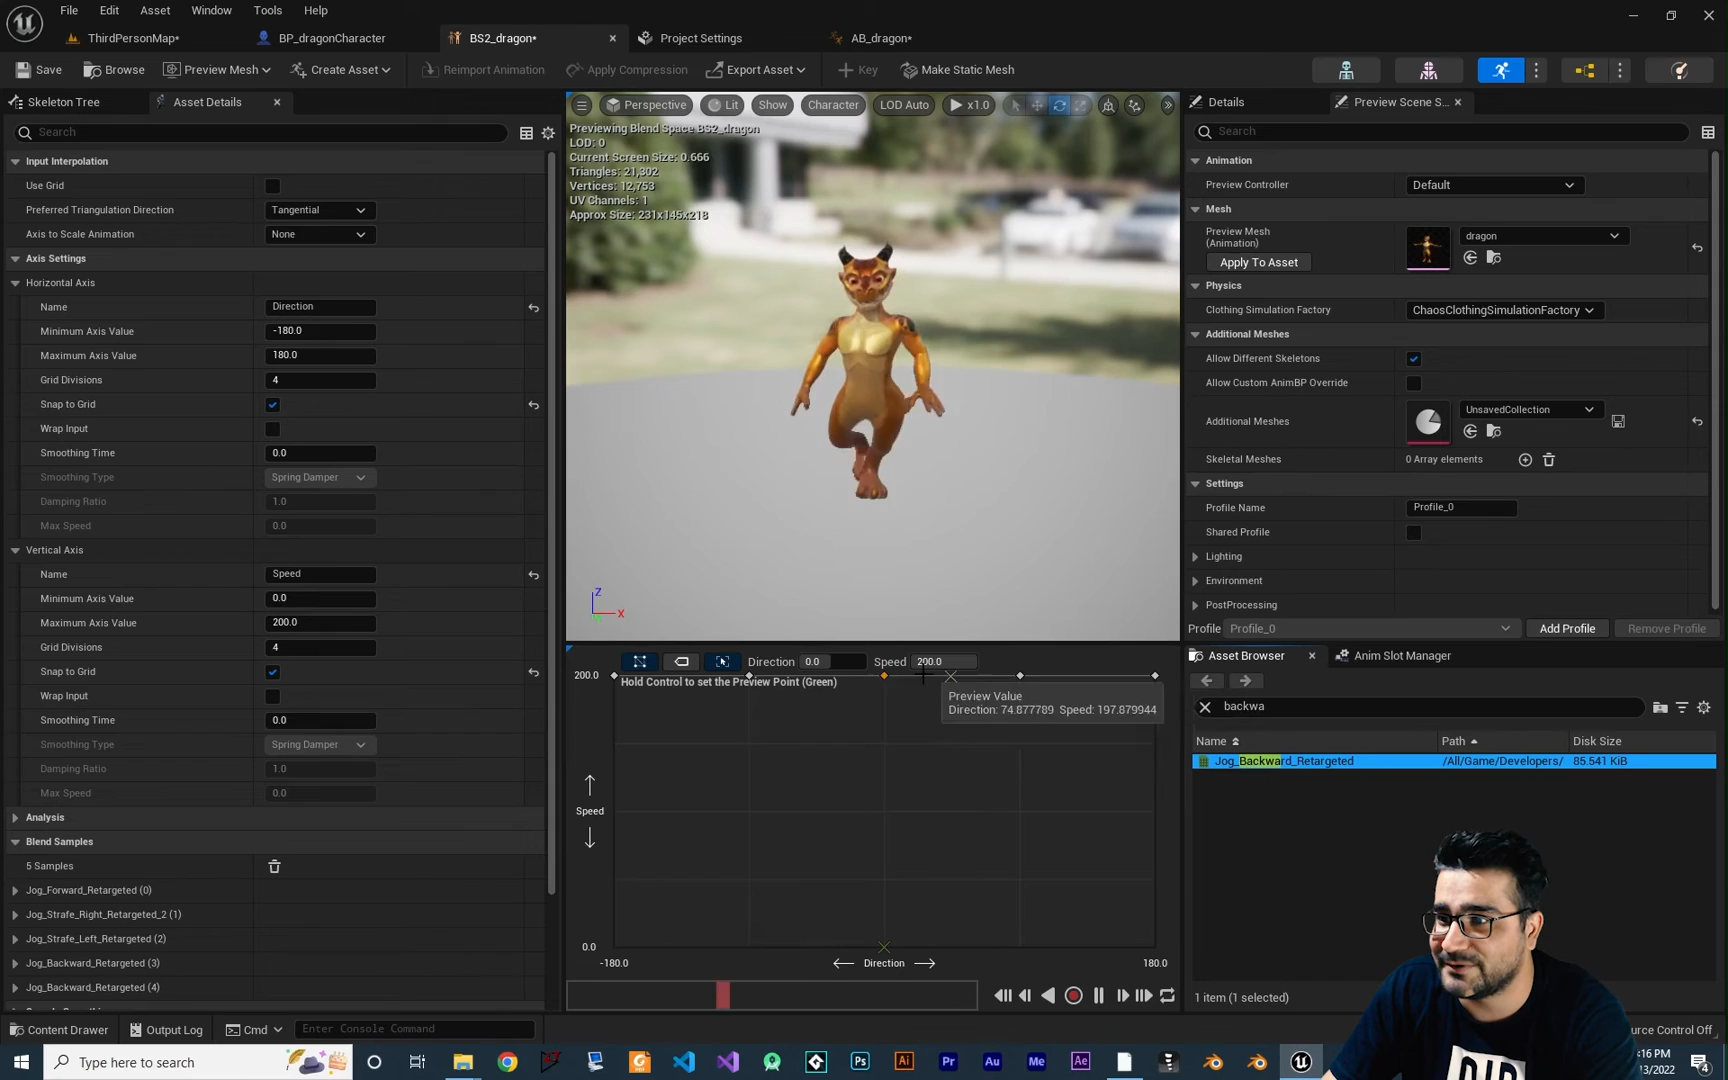 File Edit Asset Window Tools Help
ThirdPersonMap* BP_dragonCharacter BS2_dragon* Project Settings AB_dragon*
Save Browse Preview Mesh Create Asset Reimport Animation Apply Compression Export Asset Key Make Static Mesh
Skeleton Tree Asset Details
Search
Input Interpolation
Use Grid
Preferred Triangulation Direction Tangential
Axis to Scale Animation None
Axis Settings
Horizontal Axis
Name Direction
Minimum Axis Value -180.0
Maximum Axis Value 180.0
Grid Divisions 4
Snap to Grid
Wrap Input
Smoothing Time 0.0
Smoothing Type Spring Damper
Damping Ratio 1.0
Max Speed 0.0
Vertical Axis
Name Speed
Minimum Axis Value 0.0
Maximum Axis Value 200.0
Grid Divisions 4
Snap to Grid
Wrap Input
Smoothing Time 0.0
Smoothing Type Spring Damper
Damping Ratio 1.0
Max Speed 0.0
Analysis
Blend Samples
5 Samples
Jog_Forward_Retargeted (0)
Jog_Strafe_Right_Retargeted_2 (1)
Jog_Strafe_Left_Retargeted (2)
Jog_Backward_Retargeted (3)
Jog_Backward_Retargeted (4)
Perspective Lit Show Character LOD Auto x1.0
Previewing Blend Space BS2_dragon
LOD: 0
Current Screen Size: 0.666
Triangles: 21,302
Vertices: 12,753
UV Channels: 1
Approx Size: 231x145x218
Z
X
Direction 0.0 Speed 200.0
200.0
Hold Control to set the Preview Point (Green)
Preview Value
Direction: 74.877789 Speed: 197.879944
Speed
0.0
-180.0 Direction 180.0
Details Preview Scene S...
Search
Animation
Preview Controller Default
Mesh
Preview Mesh
(Animation)
dragon
Apply To Asset
Physics
Clothing Simulation Factory ChaosClothingSimulationFactory
Additional Meshes
Allow Different Skeletons
Allow Custom AnimBP Override
Additional Meshes UnsavedCollection
Skeletal Meshes 0 Array elements
Settings
Profile Name Profile_0
Shared Profile
Lighting
Environment
PostProcessing
Profile Profile_0 Add Profile Remove Profile
Asset Browser Anim Slot Manager
backwa
Name Path Disk Size
Jog_Backward_Retargeted /All/Game/Developers/ 85.541 KiB
1 item (1 selected)
Content Drawer Output Log Cmd Enter Console Command
ource Control Off
Type here to search
Ps Ai Pr Au Me Ae
:16 PM
13/2022
4